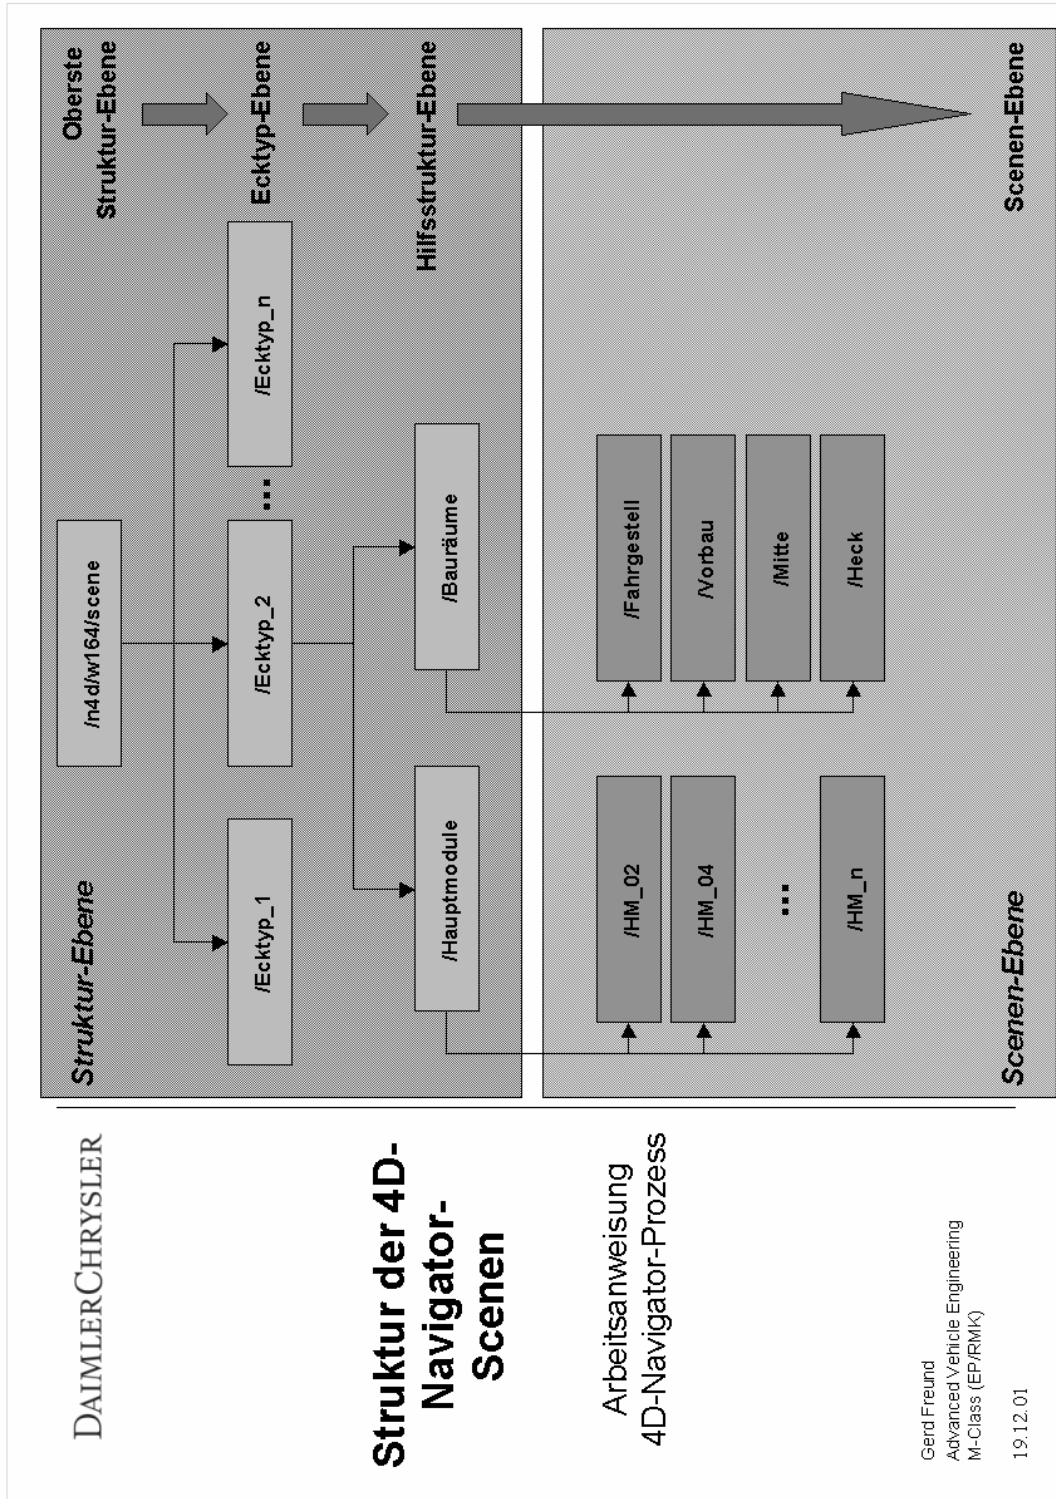 DAIMLERCHRYSLER
Struktur der 4D-
Navigator-
Scenen
Arbeitsanweisung
4D-Navigator-Prozess
Gerd Freund
Advanced Vehicle Engineering
M-Class (EP/RMK)
19.12.01
Struktur-Ebene
/n4d/w164/scene
Oberste
Struktur-Ebene
/Ecktyp_1
/Ecktyp_2
...
/Ecktyp_n
Ecktyp-Ebene
/Hauptmodule
/Bauräume
Hilfsstruktur-Ebene
/HM_02
/Fahrgestell
/HM_04
/Vorbau
...
/Mitte
/HM_n
/Heck
Scenen-Ebene
Scenen-Ebene